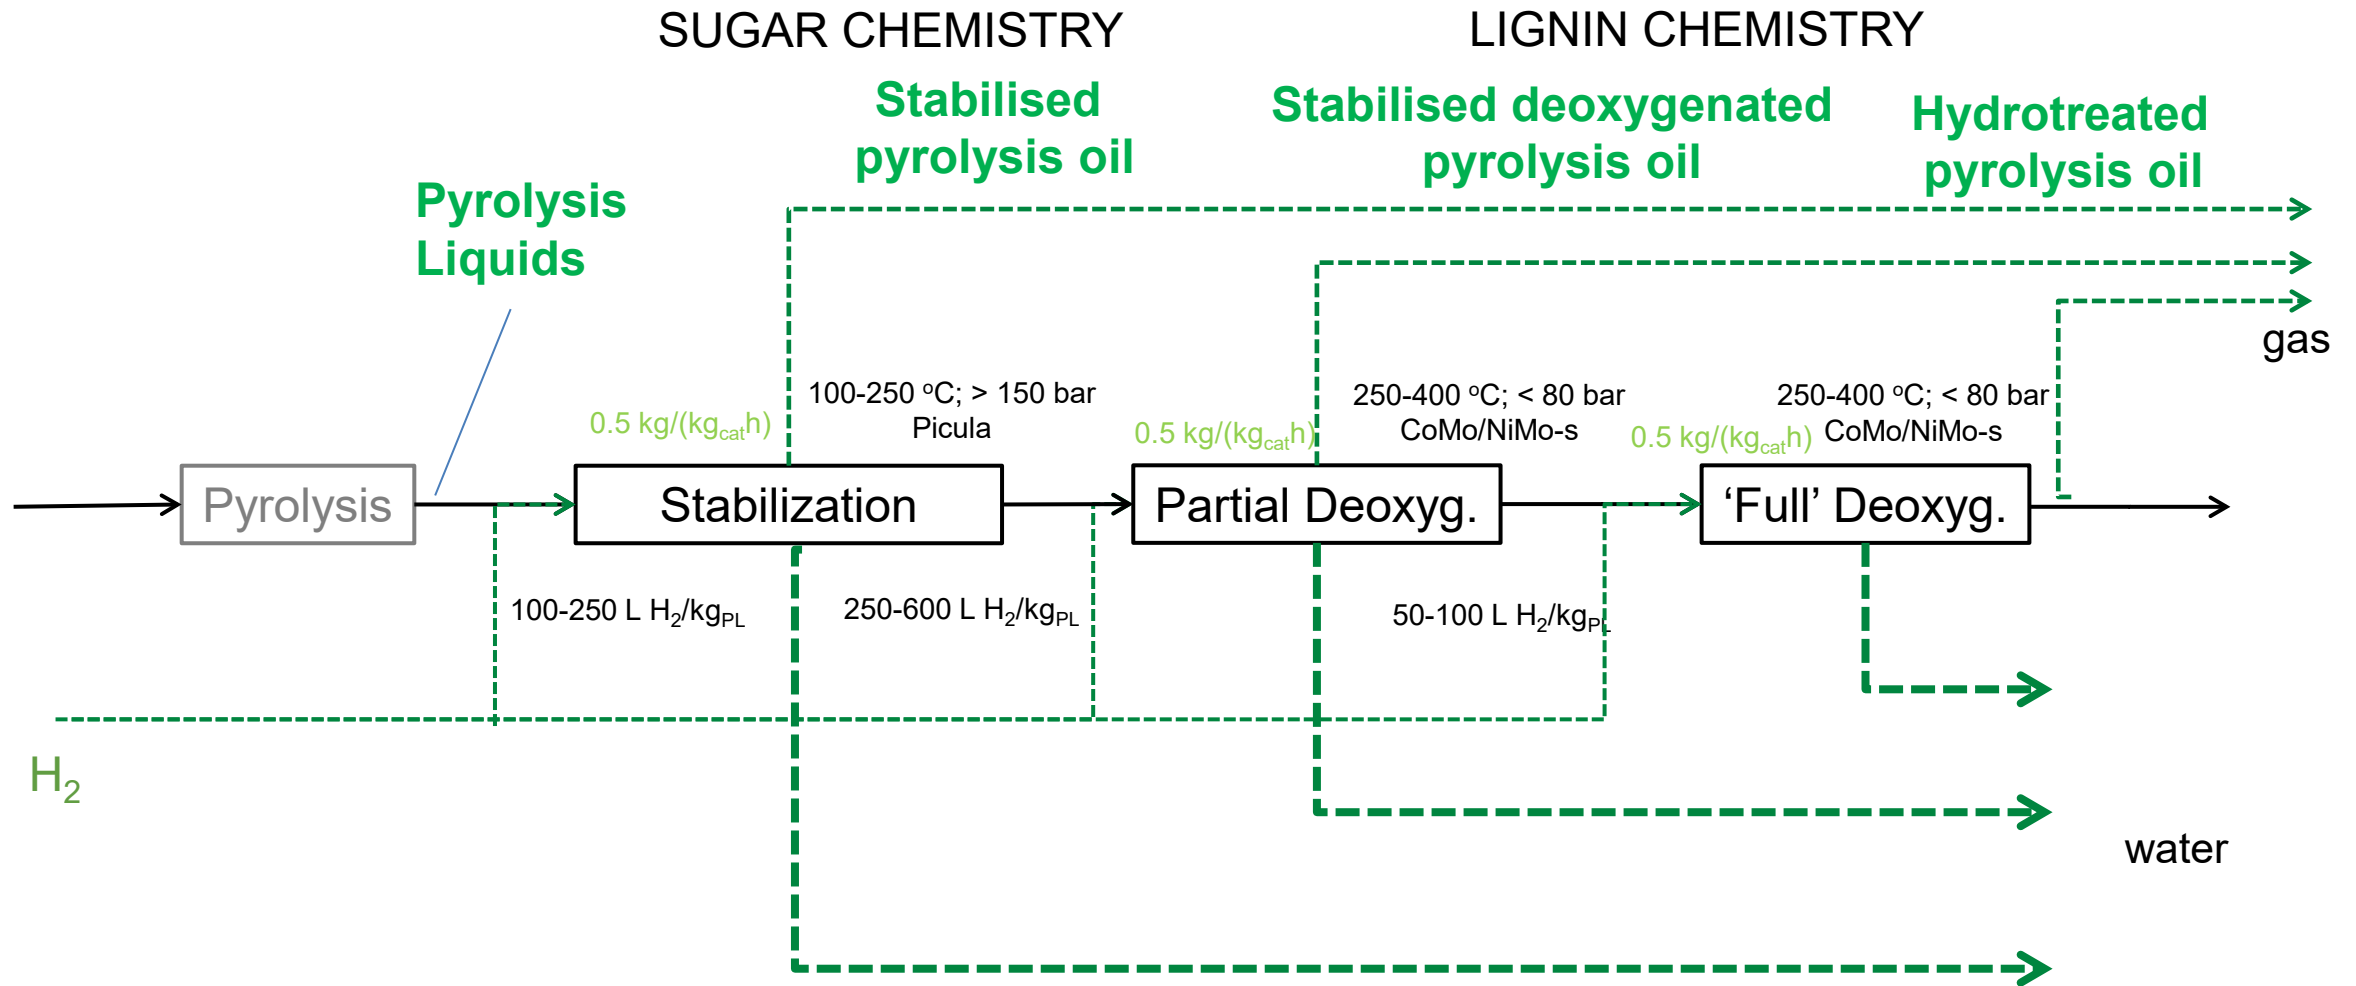 SUGAR CHEMISTRY
LIGNIN CHEMISTRY
Stabilised
pyrolysis oil
Stabilised deoxygenated
pyrolysis oil
Hydrotreated
pyrolysis oil
Pyrolysis
Liquids
gas
0.5 kg/(kgcath)
100-250 oC; > 150 bar
Picula
0.5 kg/(kgcath)
250-400 oC; < 80 bar
CoMo/NiMo-s
0.5 kg/(kgcath)
250-400 oC; < 80 bar
CoMo/NiMo-s
Pyrolysis
Stabilization
Partial Deoxyg.
‘Full’ Deoxyg.
100-250 L H2/kgPL
250-600 L H2/kgPL
50-100 L H2/kgPL
H2
water